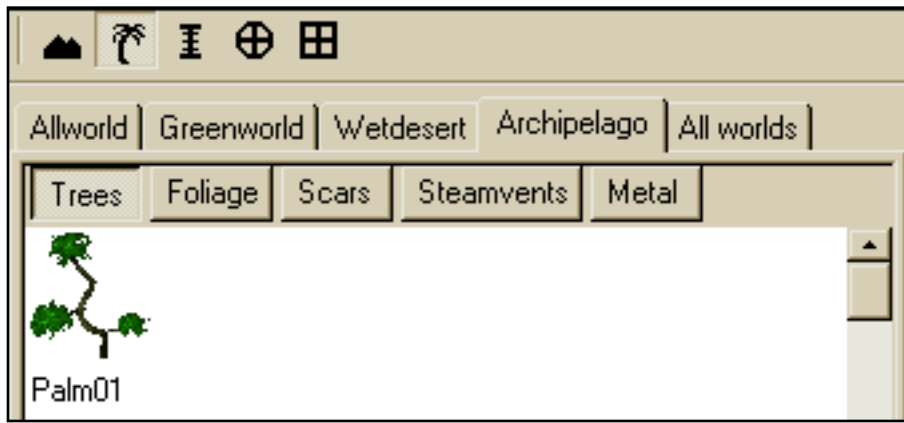 Allworld Greenworld Wetdesert Archipelago All worlds
Trees Foliage Scars Steamvents Metal
Palm01